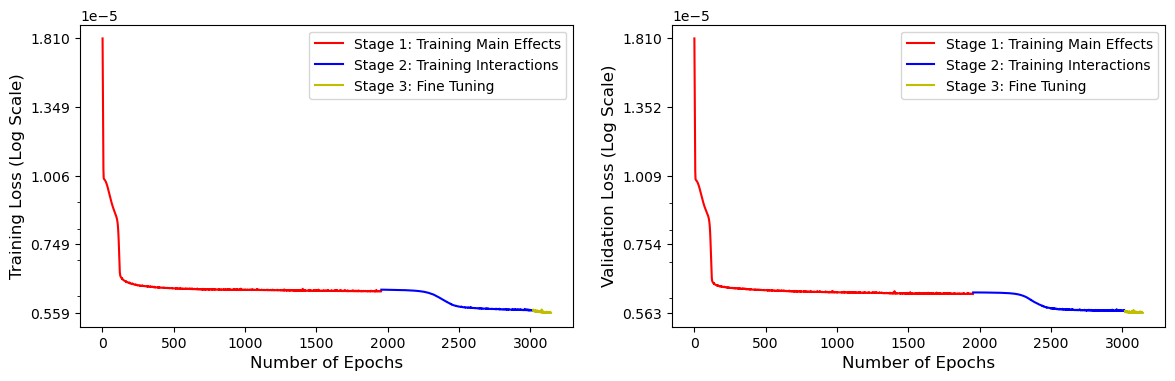 1e−5
Training Loss (Log Scale)
1.810
1.349
1.006
0.749
0.559
0
500
1000
1500
2000
2500
3000
Number of Epochs
Stage 1: Training Main Effects
Stage 2: Training Interactions
Stage 3: Fine Tuning
1e−5
Validation Loss (Log Scale)
1.810
1.352
1.009
0.754
0.563
0
500
1000
1500
2000
2500
3000
Number of Epochs
Stage 1: Training Main Effects
Stage 2: Training Interactions
Stage 3: Fine Tuning